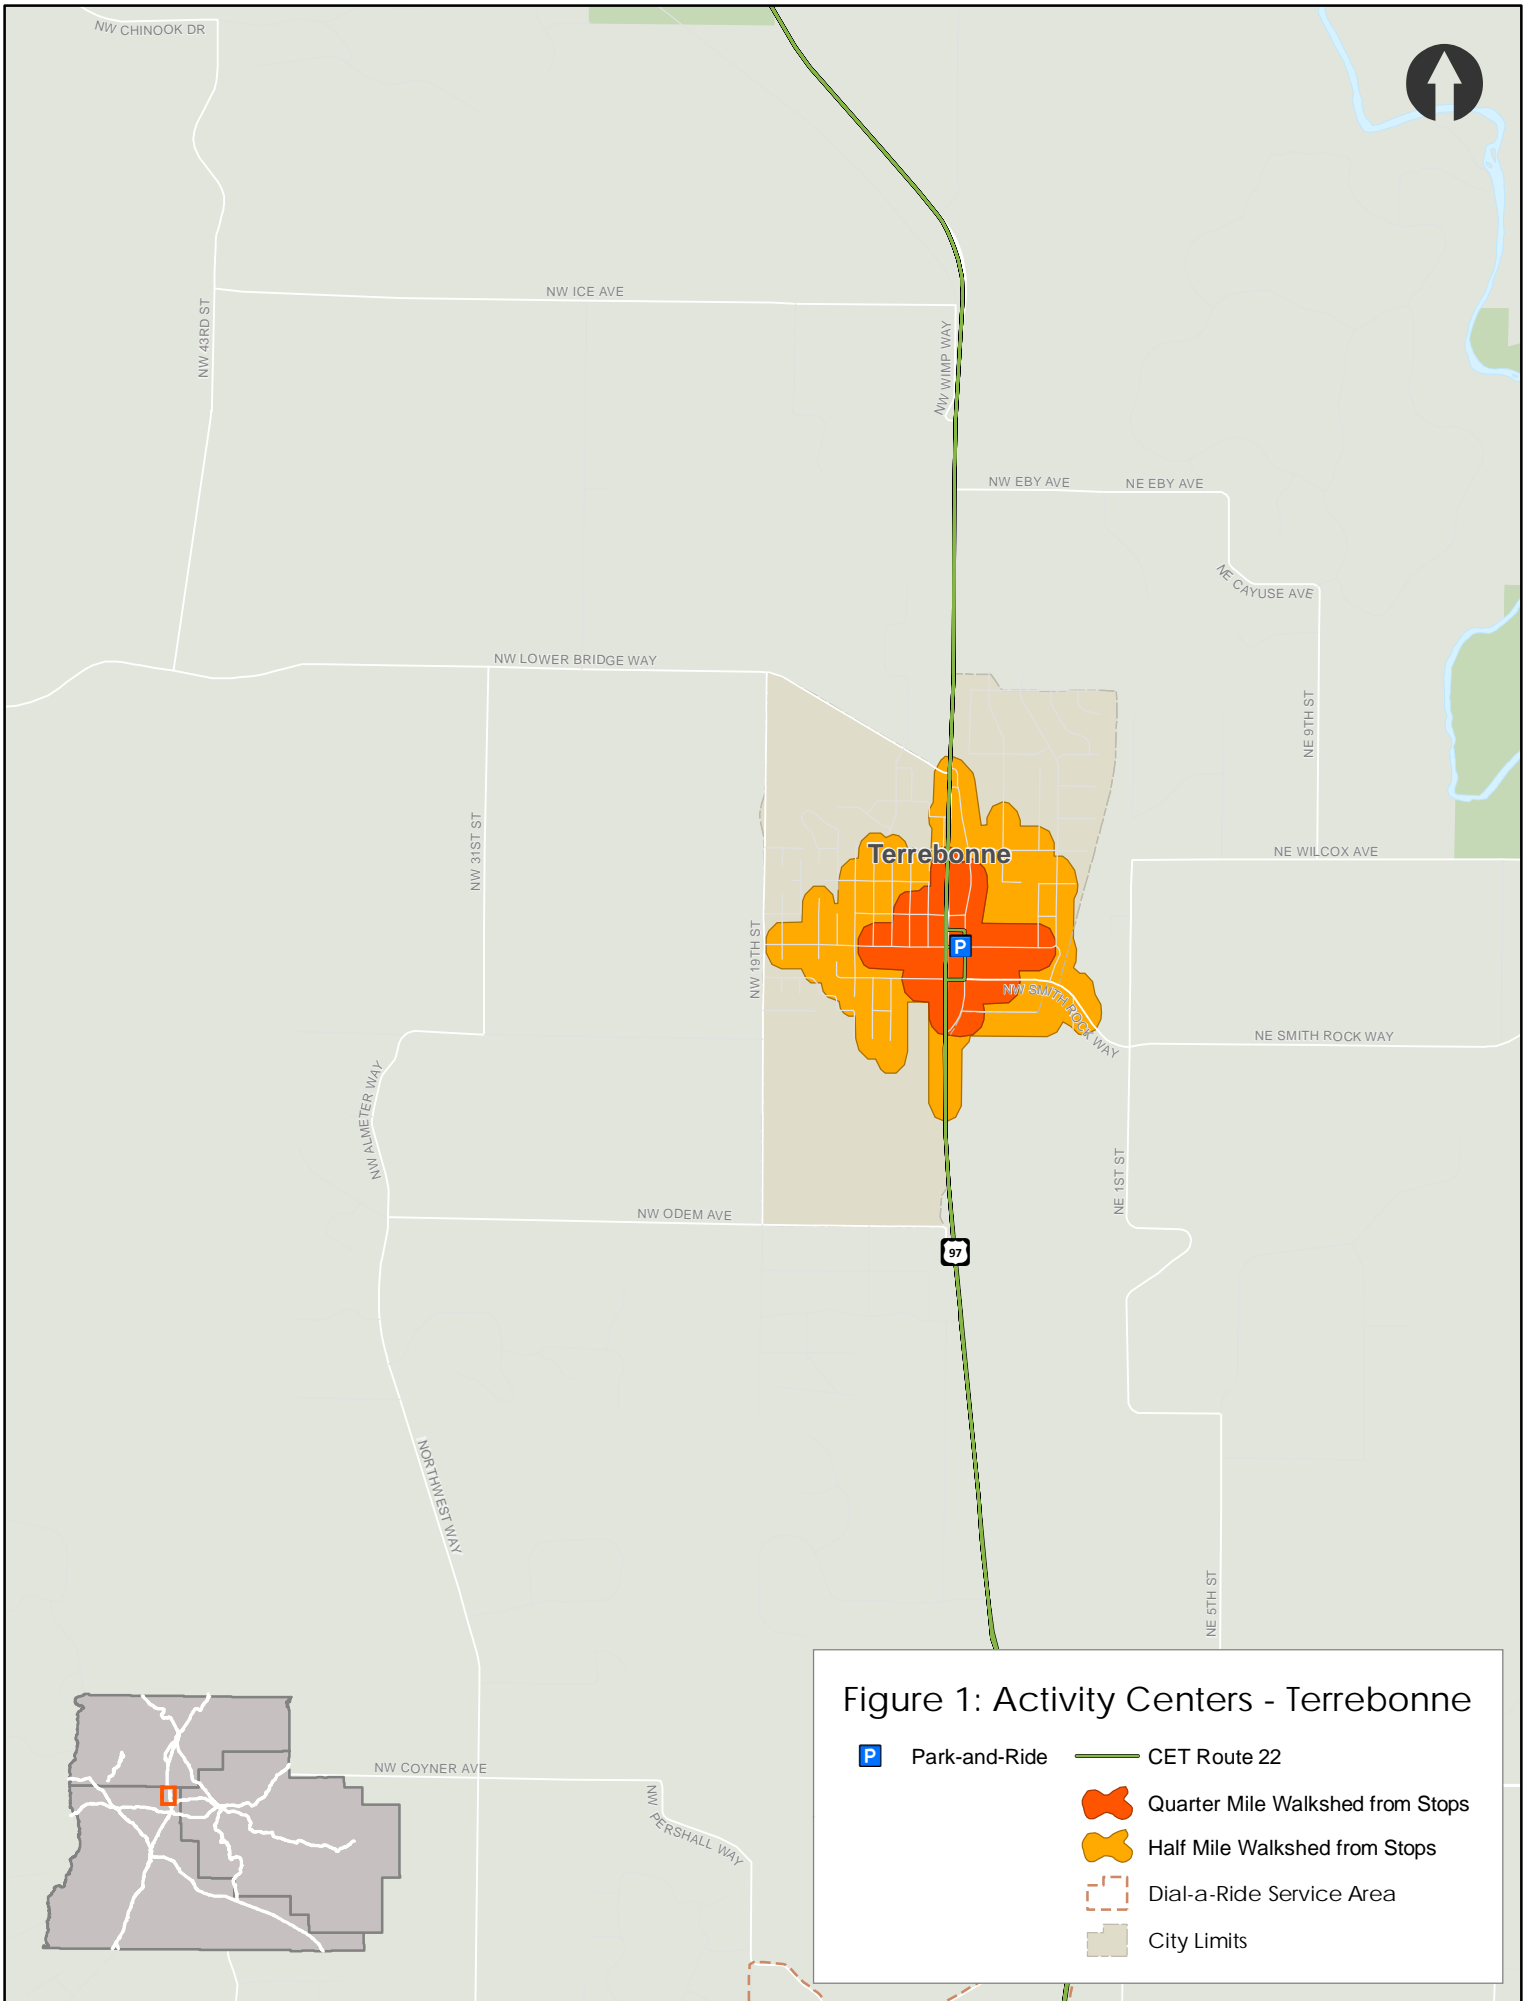 NW CHINOOK DR
NW ICE AVE
NW 43RD ST
NW WIMP WAY
NW EBY AVE
NE EBY AVE
NE CAYUSE AVE
NW LOWER BRIDGE WAY
NE 9TH ST
NW 31ST ST
Terrebonne
NE WILCOX AVE
NW 19TH ST
P
NW SMITH ROCK WAY
NE SMITH ROCK WAY
NW ALMETER WAY
NE 1ST ST
NW ODEM AVE
97
NORTHWEST WAY
NE 5TH ST
NW COYNER AVE
NW PERSHALL WAY
Figure 1: Activity Centers - Terrebonne
P Park-and-Ride
CET Route 22
Quarter Mile Walkshed from Stops
Half Mile Walkshed from Stops
Dial-a-Ride Service Area
City Limits